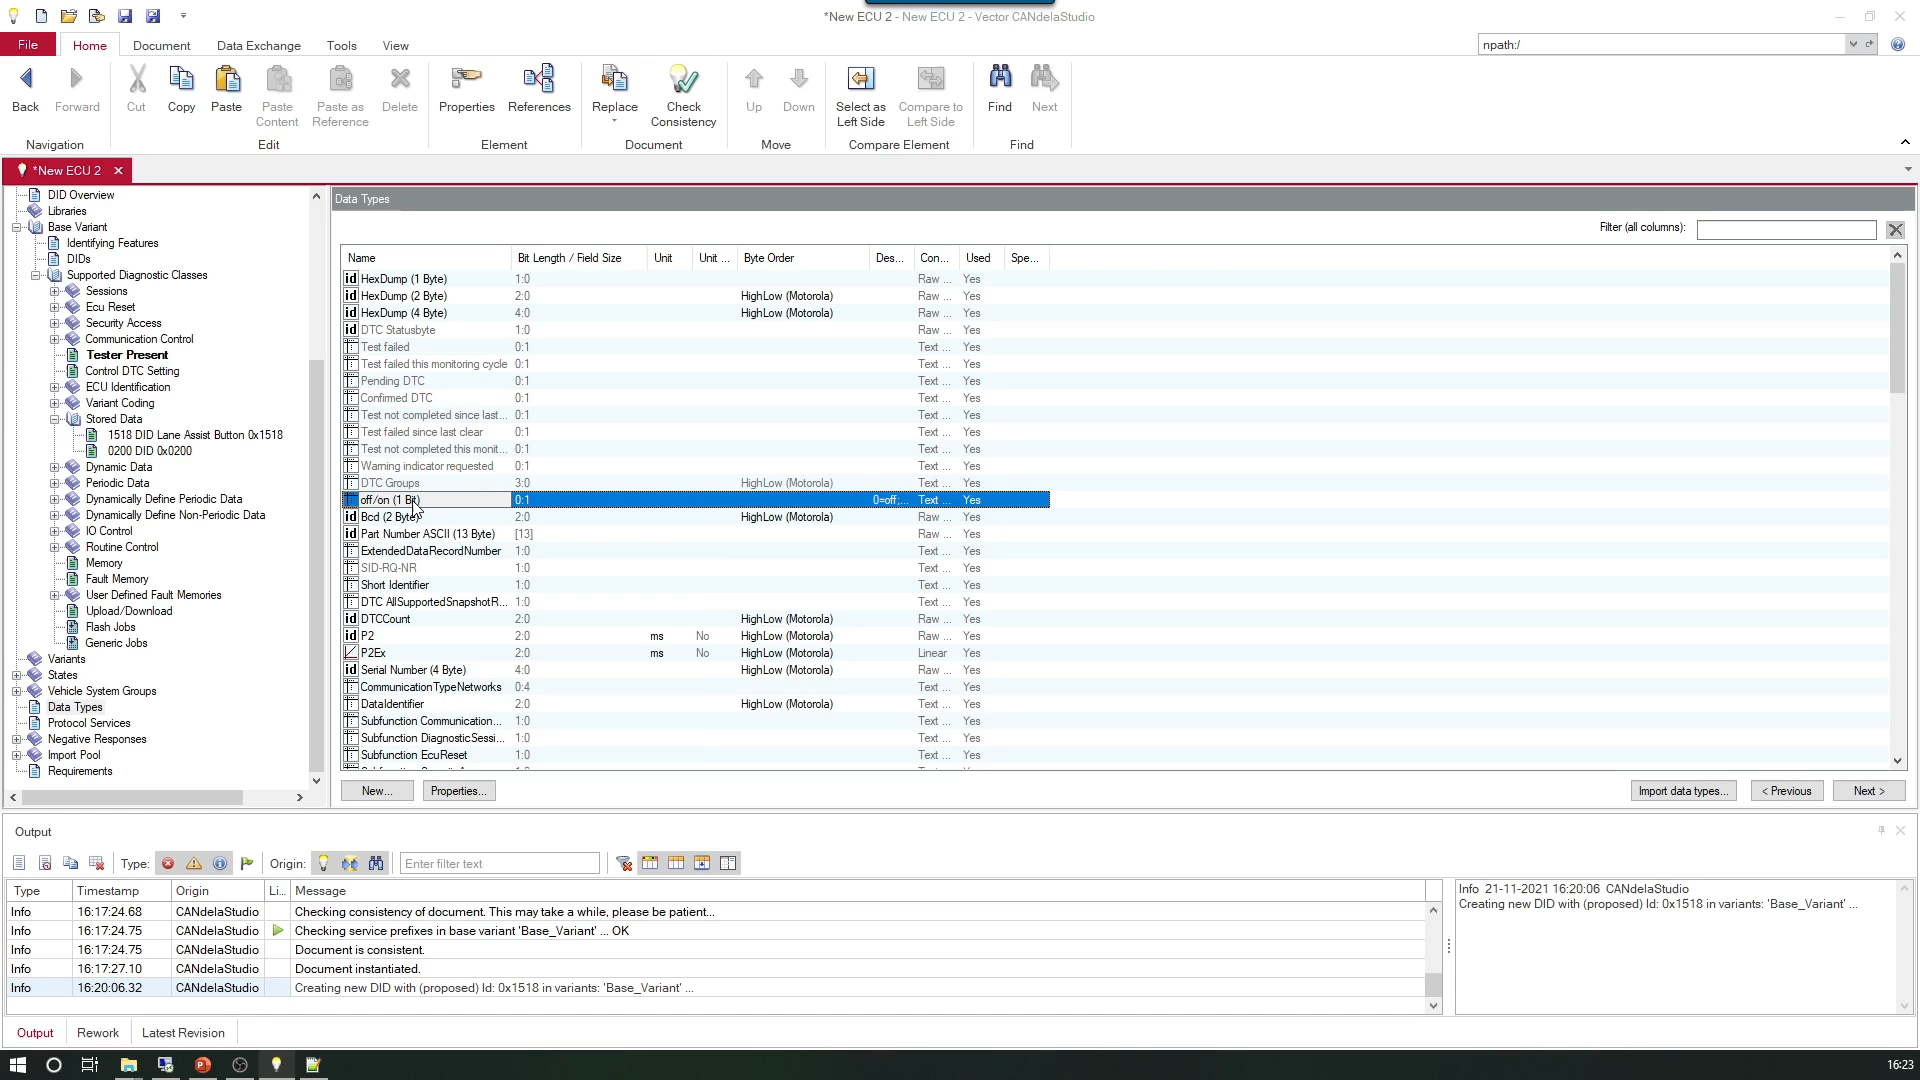 *New ECU 2 - New ECU 2 - Vector CANdelaStudio
File
Home
Document
Data Exchange
Tools
View
npath:/
Back
Forward
Cut
Copy
Paste
Paste Content
Paste as Reference
Delete
Properties
References
Replace
Check Consistency
Up
Down
Select as Left Side
Compare to Left Side
Find
Next
Navigation
Edit
Element
Document
Move
Compare Element
Find
*New ECU 2
DID Overview
Libraries
Base Variant
Identifying Features
DIDs
Supported Diagnostic Classes
Sessions
Ecu Reset
Security Access
Communication Control
Tester Present
Control DTC Setting
ECU Identification
Variant Coding
Stored Data
1518 DID Lane Assist Button 0x1518
0200 DID 0x0200
Dynamic Data
Periodic Data
Dynamically Define Periodic Data
Dynamically Define Non-Periodic Data
IO Control
Routine Control
Memory
Fault Memory
User Defined Fault Memories
Upload/Download
Flash Jobs
Generic Jobs
Variants
States
Vehicle System Groups
Data Types
Protocol Services
Negative Responses
Import Pool
Requirements
Data Types
Filter (all columns):
Name Bit Length / Field Size Unit Unit ... Byte Order Des... Con... Used Spe...
id HexDump (1 Byte) 1:0 Raw ... Yes
id HexDump (2 Byte) 2:0 HighLow (Motorola) Raw ... Yes
id HexDump (4 Byte) 4:0 HighLow (Motorola) Raw ... Yes
id DTC Statusbyte 1:0 Raw ... Yes
Test failed 0:1 Text ... Yes
Test failed this monitoring cycle 0:1 Text ... Yes
Pending DTC 0:1 Text ... Yes
Confirmed DTC 0:1 Text ... Yes
Test not completed since last... 0:1 Text ... Yes
Test failed since last clear 0:1 Text ... Yes
Test not completed this monit... 0:1 Text ... Yes
Warning indicator requested 0:1 Text ... Yes
DTC Groups 3:0 HighLow (Motorola) Text ... Yes
off/on (1 Bit) 0:1 0=off;... Text ... Yes
id Bcd (2 Byte) 2:0 HighLow (Motorola) Raw ... Yes
id Part Number ASCII (13 Byte) [13] Raw ... Yes
ExtendedDataRecordNumber 1:0 Text ... Yes
SID-RQ-NR 1:0 Text ... Yes
Short Identifier 1:0 Text ... Yes
DTC AllSupportedSnapshotR... 1:0 Text ... Yes
id DTCCount 2:0 HighLow (Motorola) Raw ... Yes
id P2 2:0 ms No HighLow (Motorola) Raw ... Yes
P2Ex 2:0 ms No HighLow (Motorola) Linear Yes
id Serial Number (4 Byte) 4:0 HighLow (Motorola) Raw ... Yes
CommunicationTypeNetworks 0:4 Text ... Yes
DataIdentifier 2:0 HighLow (Motorola) Text ... Yes
Subfunction Communication... 1:0 Text ... Yes
Subfunction DiagnosticSessi... 1:0 Text ... Yes
Subfunction EcuReset 1:0 Text ... Yes
New...
Properties...
Import data types...
< Previous
Next >
Output
Type:
Origin:
Enter filter text
Type Timestamp Origin Li... Message
Info 16:17:24.68 CANdelaStudio Checking consistency of document. This may take a while, please be patient...
Info 16:17:24.75 CANdelaStudio Checking service prefixes in base variant 'Base_Variant' ... OK
Info 16:17:24.75 CANdelaStudio Document is consistent.
Info 16:17:27.10 CANdelaStudio Document instantiated.
Info 16:20:06.32 CANdelaStudio Creating new DID with (proposed) Id: 0x1518 in variants: 'Base_Variant' ...
Info 21-11-2021 16:20:06 CANdelaStudio
Creating new DID with (proposed) Id: 0x1518 in variants: 'Base_Variant' ...
Output
Rework
Latest Revision
16:23